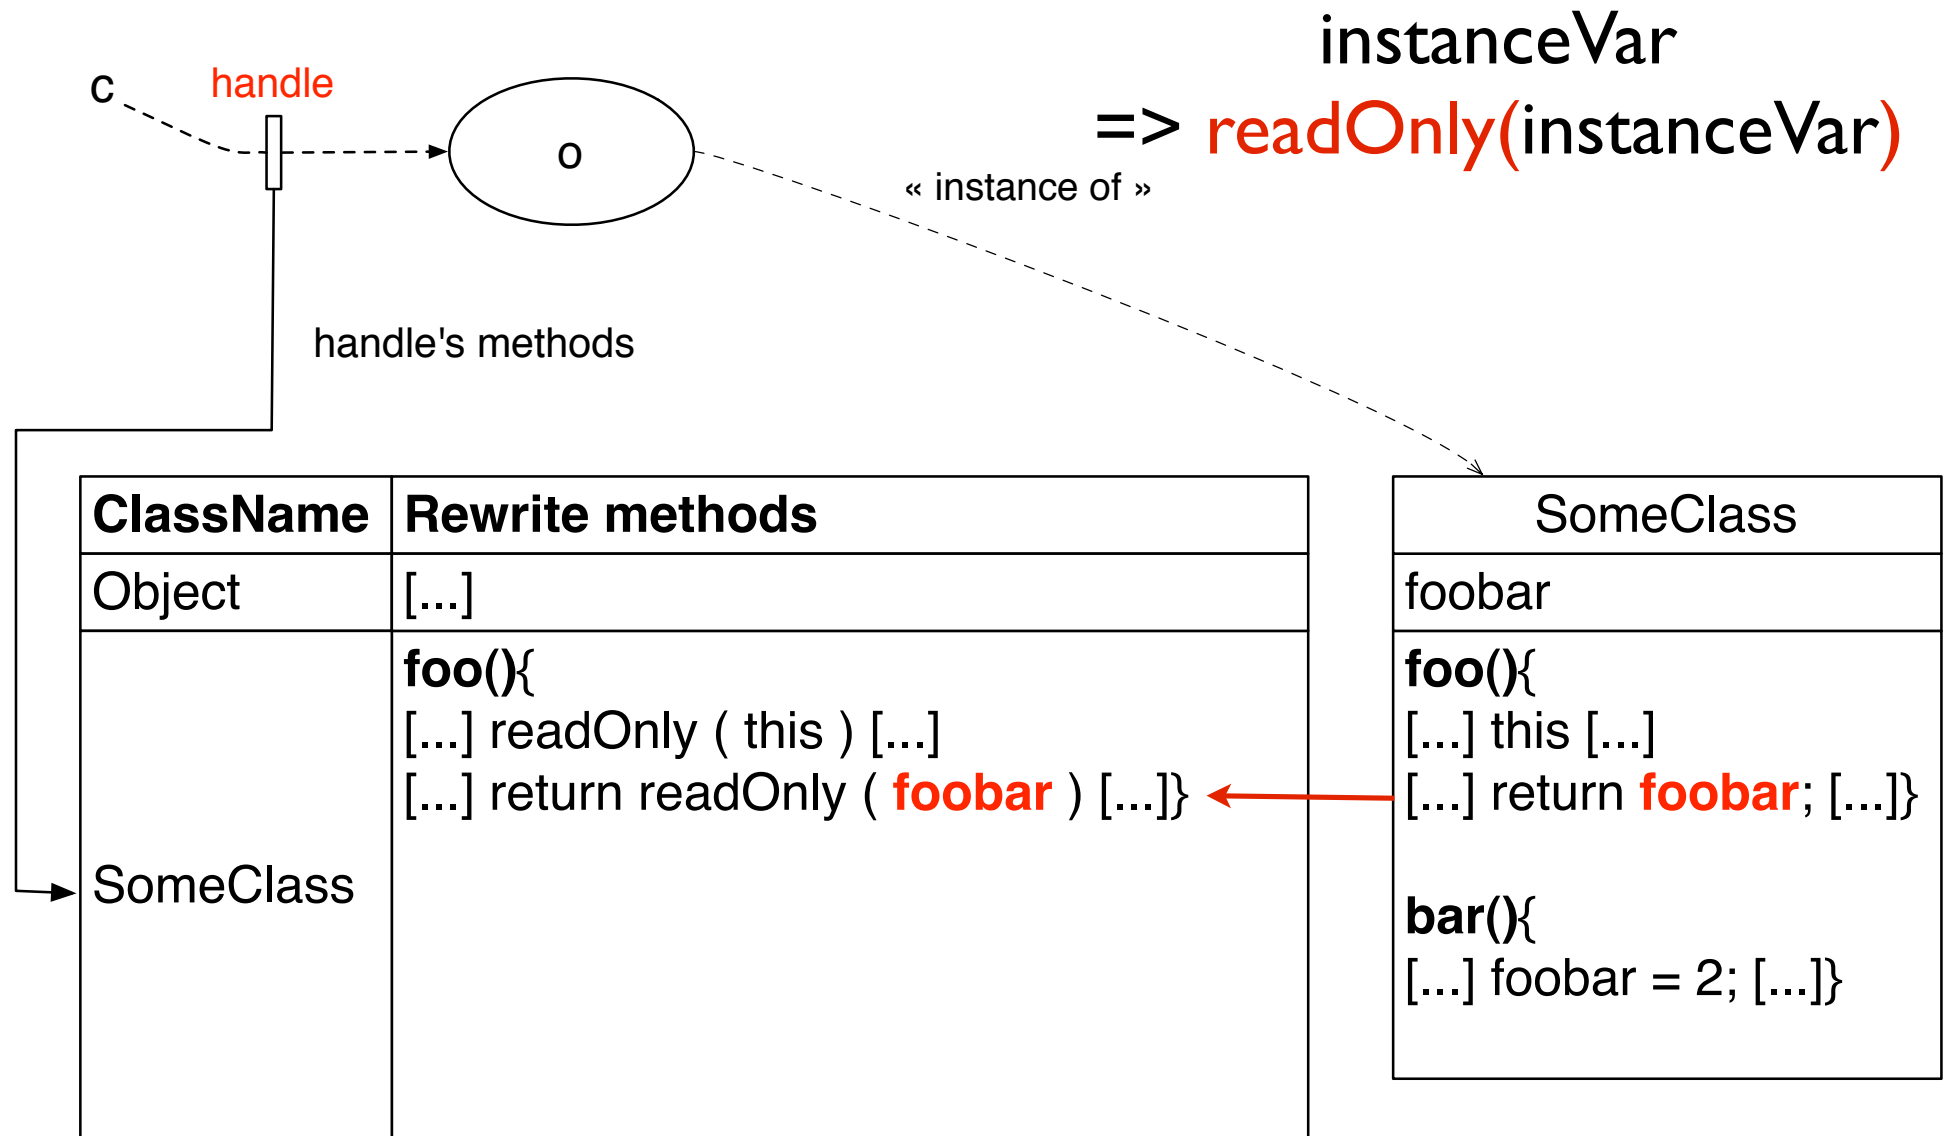 instanceVar
=> readOnly(instanceVar)
c
handle
o
« instance of »
handle's methods
ClassName
Rewrite methods
Object
[...]
SomeClass
foo(){
[...] readOnly ( this ) [...]
[...] return readOnly ( foobar ) [...]}
SomeClass
foobar
foo(){
[...] this [...]
[...] return foobar; [...]}
bar(){
[...] foobar = 2; [...]}